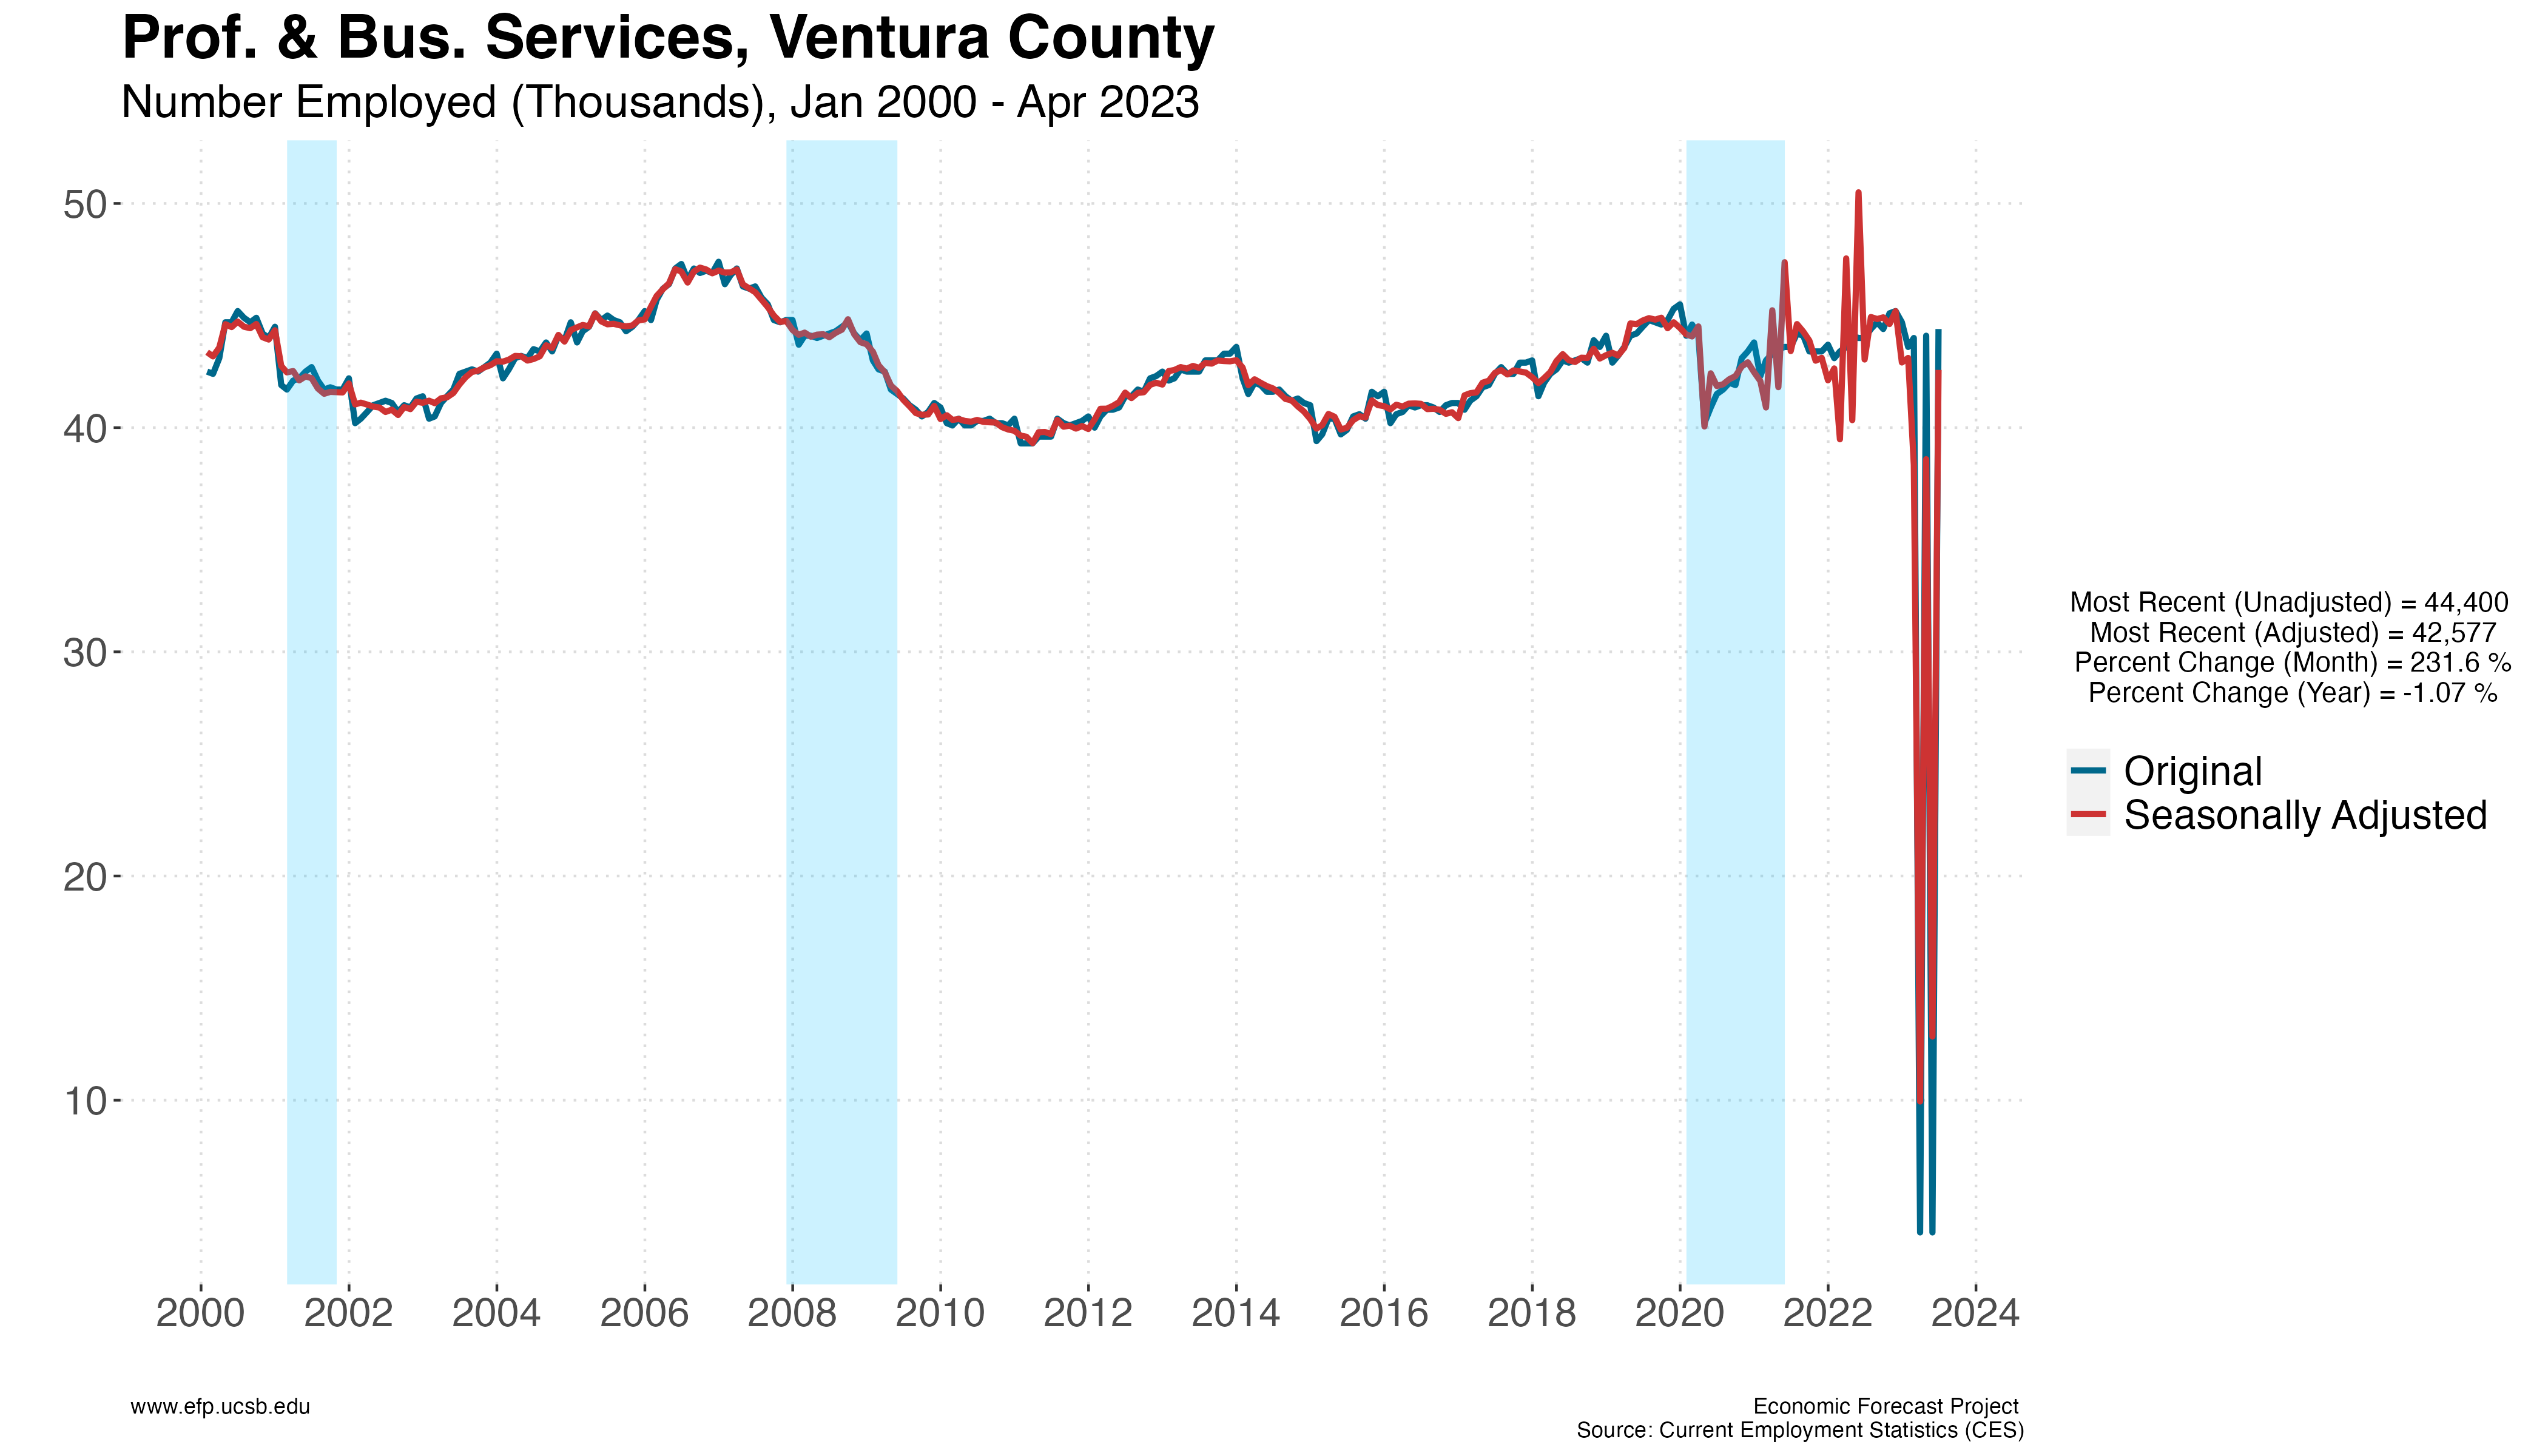 Prof. & Bus. Services, Ventura County
Number Employed (Thousands), Jan 2000 - Apr 2023
50
40
30
20
10
2000 2002 2004 2006 2008 2010 2012 2014 2016 2018 2020 2022 2024
Most Recent (Unadjusted) = 44,400
Most Recent (Adjusted) = 42,577
Percent Change (Month) = 231.6 %
Percent Change (Year) = -1.07 %
Original
Seasonally Adjusted
www.efp.ucsb.edu
Economic Forecast Project
Source: Current Employment Statistics (CES)